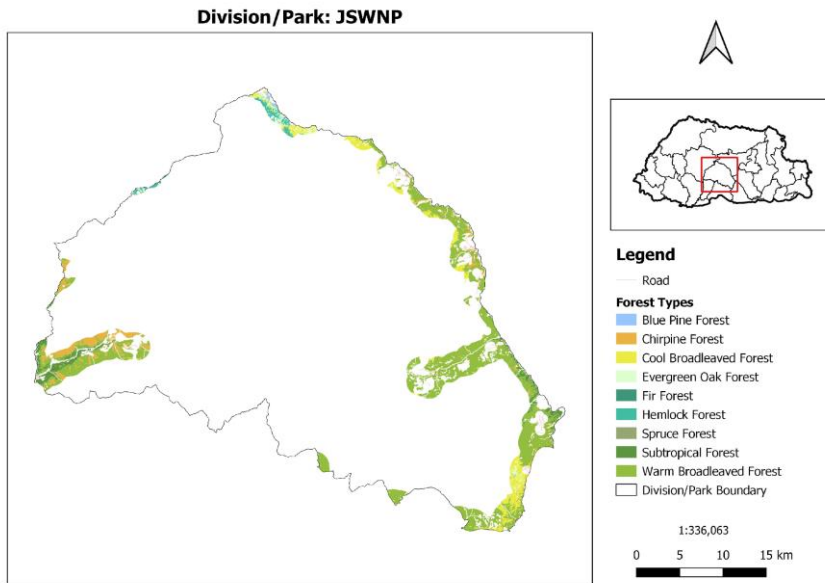 Division/Park: JSWNP
Legend
Road
Forest Types
Blue Pine Forest
Chirpine Forest
Cool Broadleaved Forest
Evergreen Oak Forest
Fir Forest
Hemlock Forest
Spruce Forest
Subtropical Forest
Warm Broadleaved Forest
Division/Park Boundary
1:336,063
0 5 10 15 km